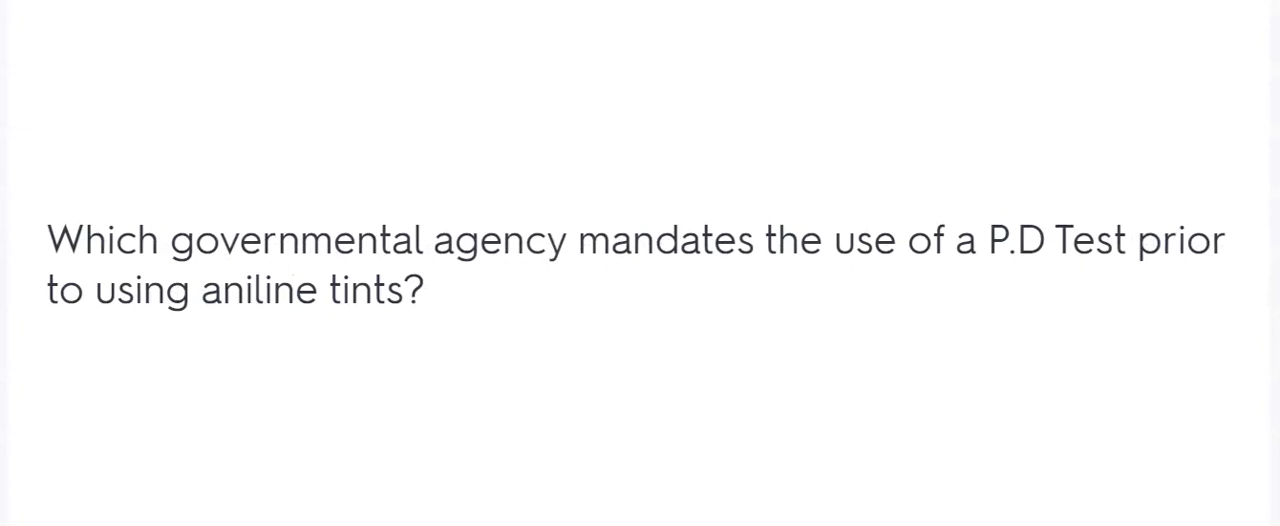 Which governmental agency mandates the use of a P.D Test prior
to using aniline tints?